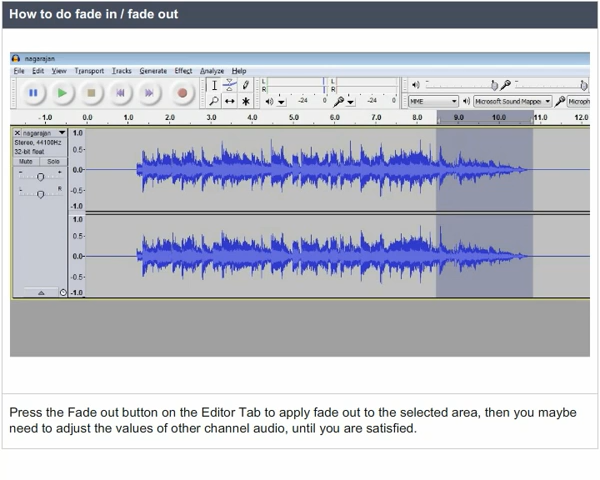 How to do fade in / fade out
nagarajan
File Edit View Transport Tracks Generate Effect Analyze Help
L
R
-24 0
L
R
-24 0
MME
Microsoft Sound Mapper
Microph
-1.0 0.0 1.0 2.0 3.0 4.0 5.0 6.0 7.0 8.0 9.0 10.0 11.0 12.0
nagarajan
Stereo, 44100Hz
32-bit float
Mute Solo
- +
L R
1.0
0.5
0.0
-0.5
-1.0
1.0
0.5
0.0
-0.5
-1.0
Press the Fade out button on the Editor Tab to apply fade out to the selected area, then you maybe
need to adjust the values of other channel audio, until you are satisfied.